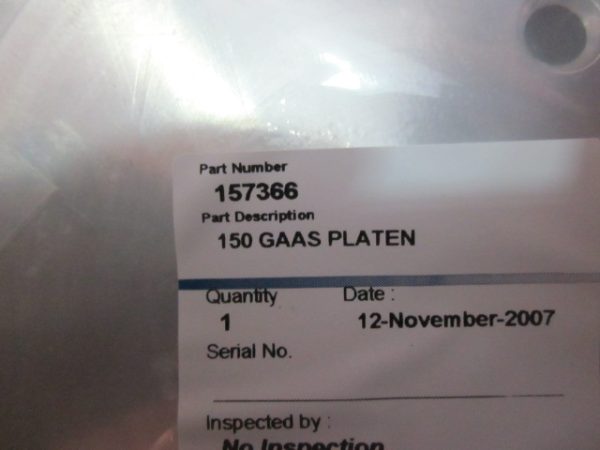 Part Number
157366
Part Description
150 GAAS PLATEN
Quantity Date :
1 12-November-2007
Serial No.
Inspected by :
No Inspection